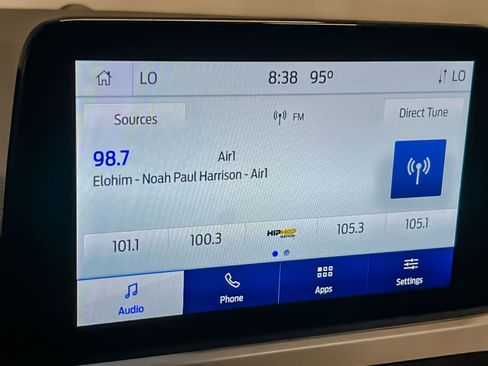 LO 8:38 95° LO
Sources FM Direct Tune
98.7 Air1
Elohim - Noah Paul Harrison - Air1
101.1 100.3 HIPHOP NATION 105.3 105.1
Audio Phone Apps Settings